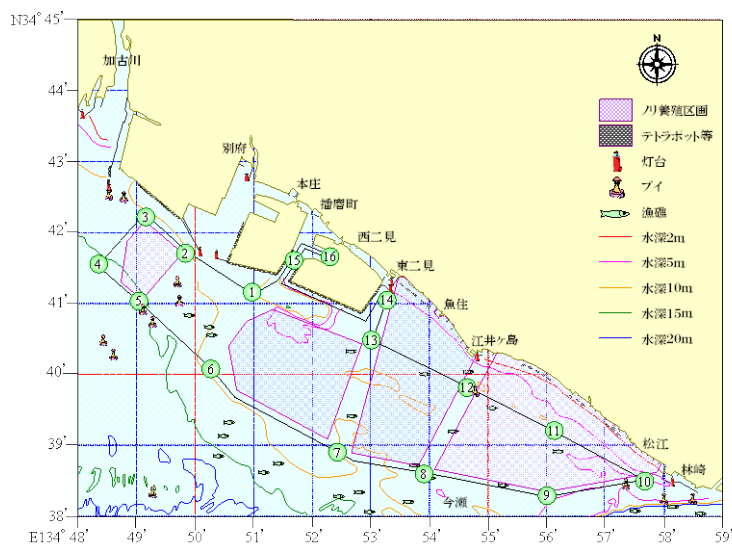 N34°45'
44'
43'
42'
41'
40'
39'
38'
E134°48'
49'
50'
51'
52'
53'
54'
55'
56'
57'
58'
59'
加古川
別府
本庄
播磨町
西二見
東二見
魚住
江井ヶ島
松江
林崎
今瀬
N
ノリ養殖区画
テトラポット等
灯台
ブイ
漁礁
水深2m
水深5m
水深10m
水深15m
水深20m
3
2
4
5
1
15
16
14
13
6
12
11
7
8
9
10